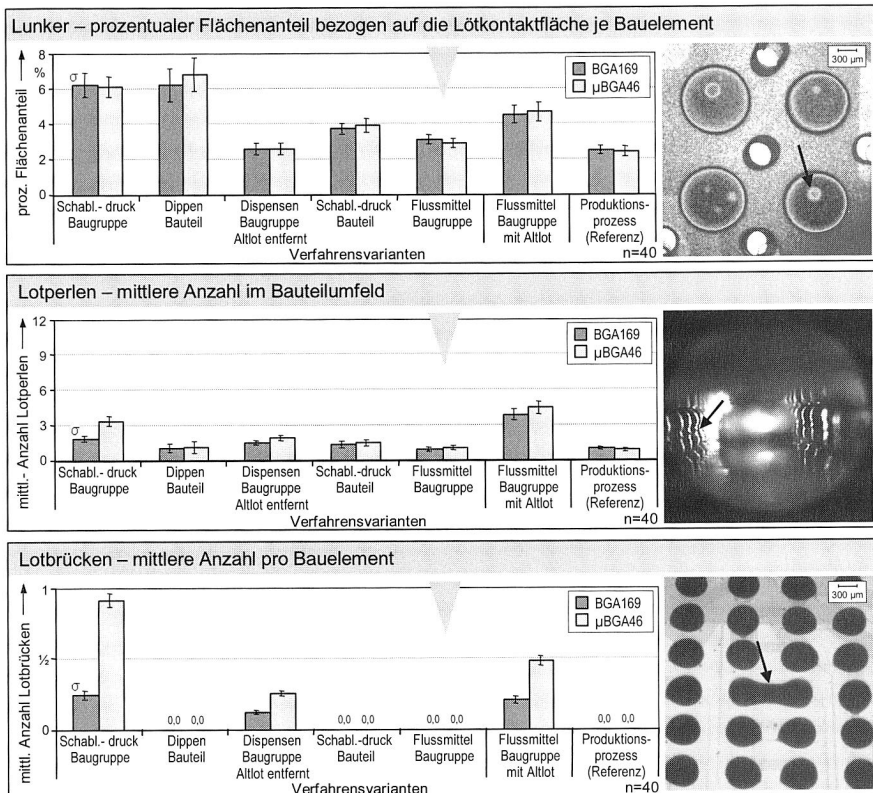 Lunker – prozentualer Flächenanteil bezogen auf die Lötkontaktfläche je Bauelement
proz. Flächenanteil
8
%
6
4
2
0
σ
BGA169
µBGA46
300 µm
Schabl.- druck Baugruppe
Dippen Bauteil
Dispensen Baugruppe Altlot entfernt
Schabl.-druck Bauteil
Flussmittel Baugruppe
Flussmittel Baugruppe mit Altlot
Produktions-prozess (Referenz)
Verfahrensvarianten
n=40
Lotperlen – mittlere Anzahl im Bauteilumfeld
mittl.- Anzahl Lotperlen
12
9
6
3
0
σ
BGA169
µBGA46
Schabl.- druck Baugruppe
Dippen Bauteil
Dispensen Baugruppe Altlot entfernt
Schabl.-druck Bauteil
Flussmittel Baugruppe
Flussmittel Baugruppe mit Altlot
Produktions-prozess (Referenz)
Verfahrensvarianten
n=40
Lotbrücken – mittlere Anzahl pro Bauelement
mittl. Anzahl Lotbrücken
1
½
0
σ
BGA169
µBGA46
300 µm
0,0 0,0
0,0 0,0
0,0 0,0
0,0 0,0
Schabl.- druck Baugruppe
Dippen Bauteil
Dispensen Baugruppe Altlot entfernt
Schabl.-druck Bauteil
Flussmittel Baugruppe
Flussmittel Baugruppe mit Altlot
Produktions-prozess (Referenz)
Verfahrensvarianten
n=40